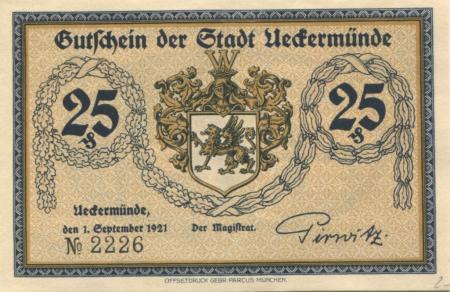 Gutschein der Stadt Ueckermünde
25 ₰ 25 ₰
Ueckermünde,
den 1. September 1921 Der Magistrat. Pirwitz.
№ 2226
OFFSETDRUCK GEBR. PARCUS MÜNCHEN.